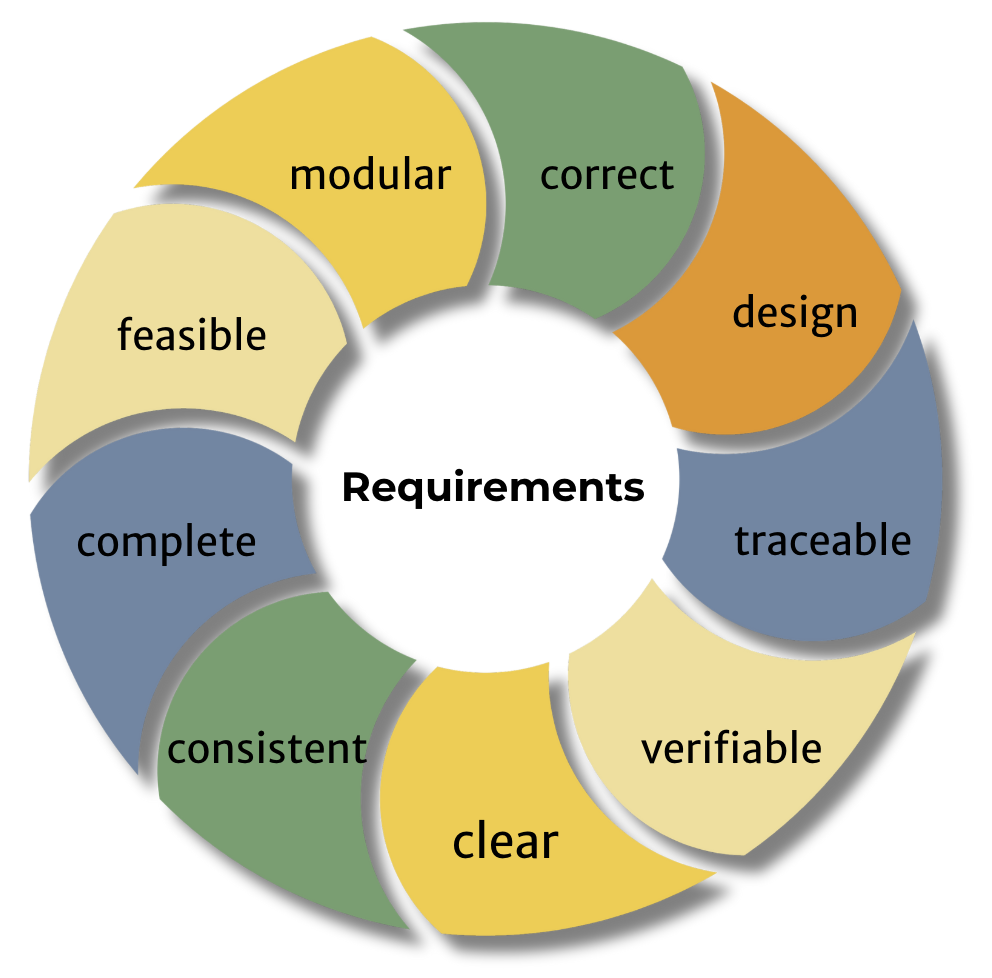 modular
correct
design
feasible
Requirements
complete
traceable
consistent
verifiable
clear